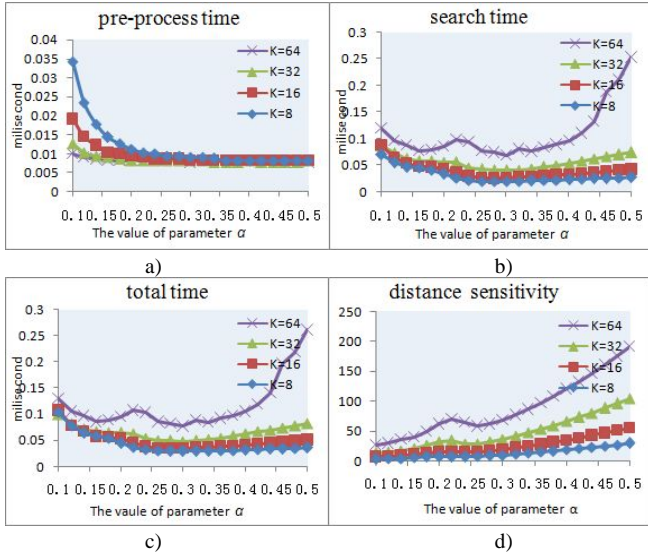 pre-process time
0.04
0.035
0.03
0.025
0.02
0.015
0.01
0.005
0
milise cond
K=64
K=32
K=16
K=8
0. 1 0. 15 0. 2 0. 25 0. 3 0. 35 0. 4 0. 45 0. 5
The value of parameter α
a)
search time
0.3
0.25
0.2
0.15
0.1
0.05
0
milise cond
K=64
K=32
K=16
K=8
0. 1 0. 15 0. 2 0. 25 0. 3 0. 35 0. 4 0. 45 0. 5
The value of parameter α
b)
total time
0.3
0.25
0.2
0.15
0.1
0.05
0
milise cond
K=64
K=32
K=16
K=8
0. 1 0. 15 0. 2 0. 25 0. 3 0. 35 0. 4 0. 45 0. 5
The vaule of parameter α
c)
distance sensitivity
250
200
150
100
50
0
K=64
K=32
K=16
K=8
0. 1 0. 15 0. 2 0. 25 0. 3 0. 35 0. 4 0. 45 0. 5
The value of parameter α
d)